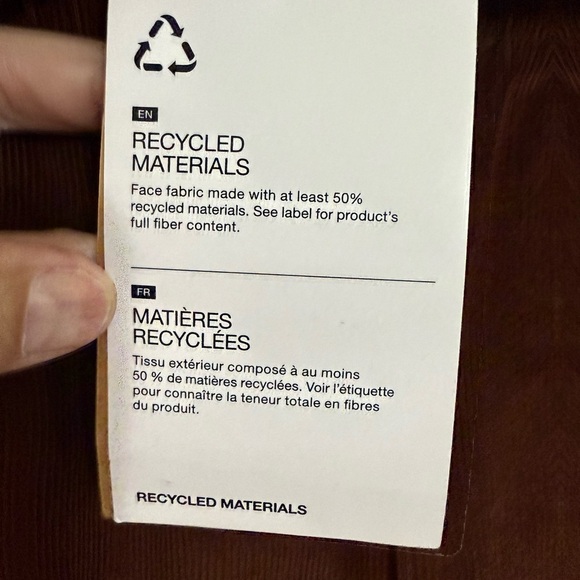 EN
RECYCLED
MATERIALS
Face fabric made with at least 50%
recycled materials. See label for product's
full fiber content.
FR
MATIÈRES
RECYCLÉES
Tissu extérieur composé à au moins
50 % de matières recyclées. Voir l'étiquette
pour connaître la teneur totale en fibres
du produit.
RECYCLED MATERIALS